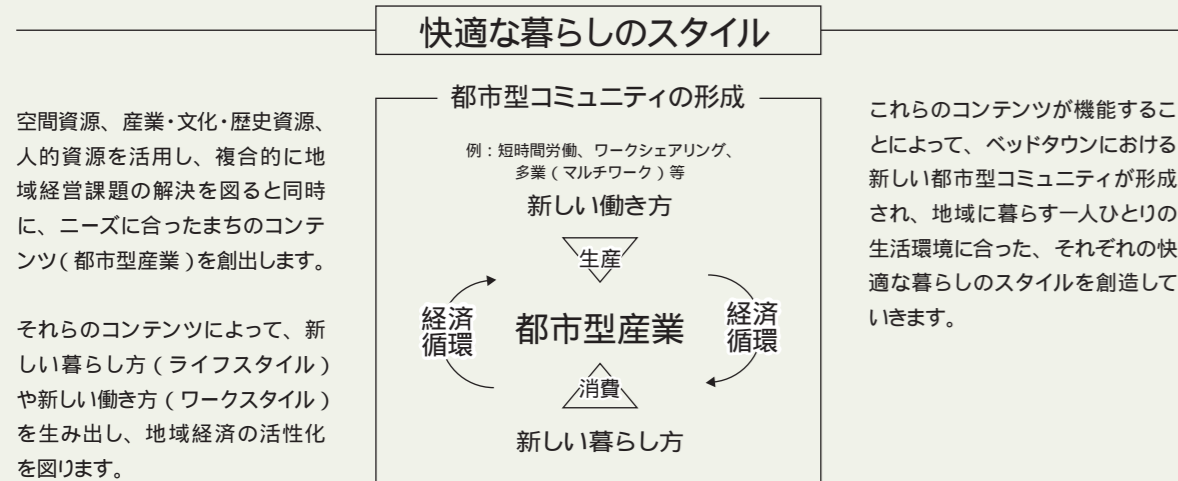 快適な暮らしのスタイル
空間資源、産業・文化・歴史資源、
人的資源を活用し、複合的に地
域経営課題の解決を図ると同時
に、ニーズに合ったまちのコンテ
ンツ(都市型産業)を創出します。
それらのコンテンツによって、新
しい暮らし方(ライフスタイル)
や新しい働き方(ワークスタイル)
を生み出し、地域経済の活性化
を図ります。
都市型コミュニティの形成
例:短時間労働、ワークシェアリング、
多業(マルチワーク)等
新しい働き方
生産
経済
循環
都市型産業
経済
循環
消費
新しい暮らし方
これらのコンテンツが機能するこ
とによって、ベッドタウンにおける
新しい都市型コミュニティが形成
され、地域に暮らす一人ひとりの
生活環境に合った、それぞれの快
適な暮らしのスタイルを創造して
いきます。